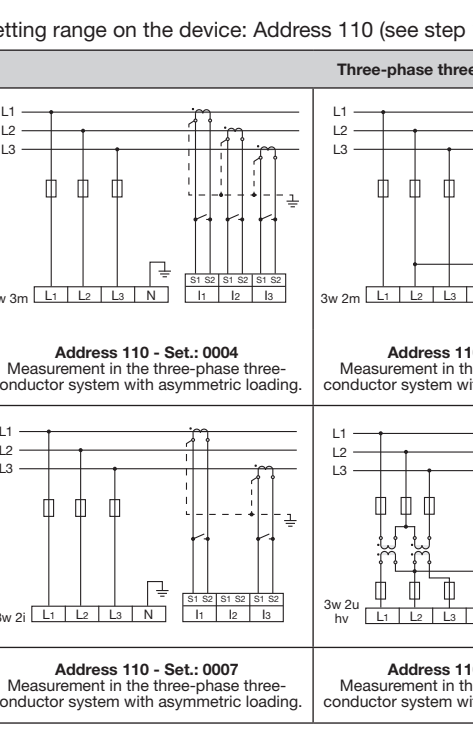 etting range on the device: Address 110 (see step
Three-phase three
L1
L2
L3
S1 S2 S1 S2 S1 S2
w 3m L1 L2 L3 N I1 I2 I3
Address 110 - Set.: 0004
Measurement in the three-phase three-
onductor system with asymmetric loading.
L1
L2
L3
3w 2m L1 L2 L3
Address 11
Measurement in th
conductor system wi
L1
L2
L3
S1 S2 S1 S2 S1 S2
3w 2i L1 L2 L3 N I1 I2 I3
Address 110 - Set.: 0007
Measurement in the three-phase three-
onductor system with asymmetric loading.
L1
L2
L3
3w 2u
hv L1 L2 L3
Address 11
Measurement in th
conductor system wi